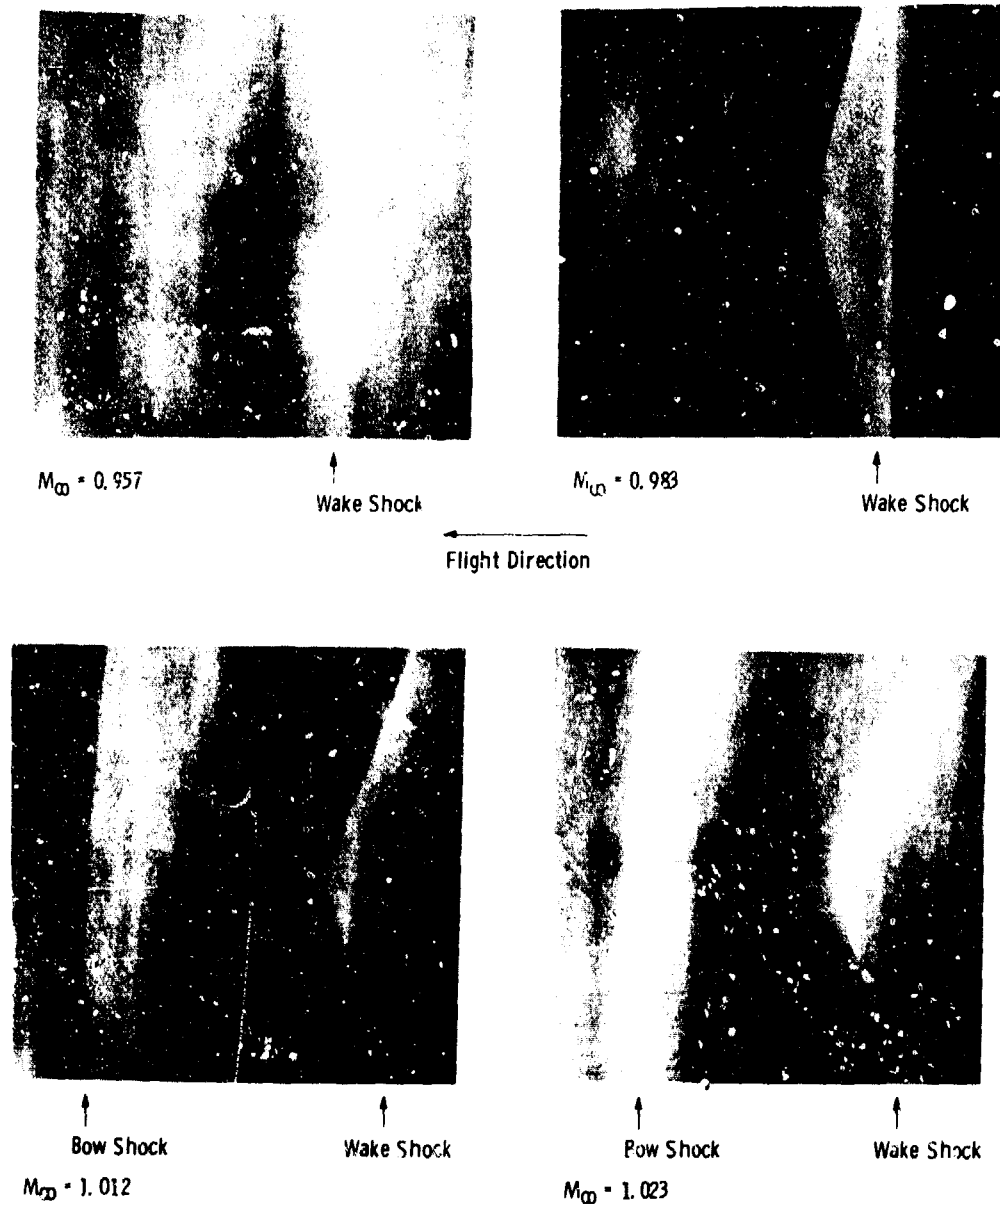 M∞ = 0.957
Wake Shock
M∞ = 0.983
Wake Shock
Flight Direction
Bow Shock
Wake Shock
M∞ = 1.012
Bow Shock
Wake Shock
M∞ = 1.023